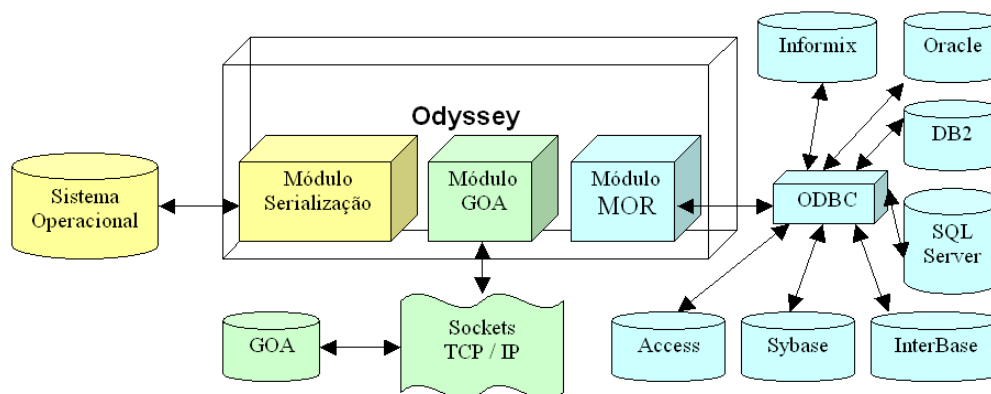 Informix
Oracle
Odyssey
DB2
Sistema
Operacional
Módulo
Serialização
Módulo
GOA
Módulo
MOR
ODBC
SQL
Server
GOA
Sockets
TCP / IP
Access
Sybase
InterBase